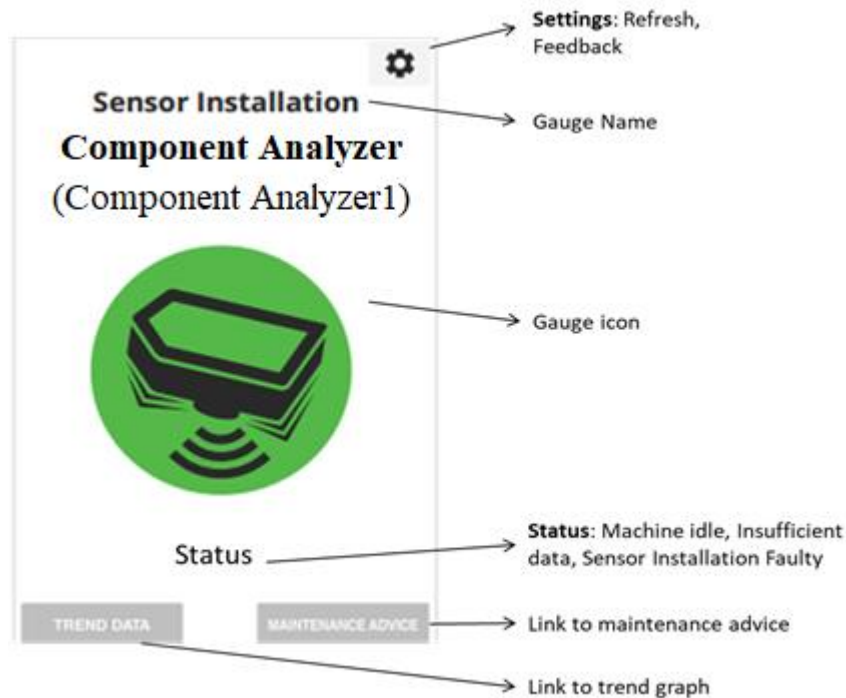 Settings: Refresh,
Feedback
Sensor Installation
Gauge Name
Component Analyzer
(Component Analyzer1)
Gauge icon
Status
Status: Machine idle, Insufficient
data, Sensor Installation Faulty
TREND DATA
MAINTENANCE ADVICE
Link to maintenance advice
Link to trend graph